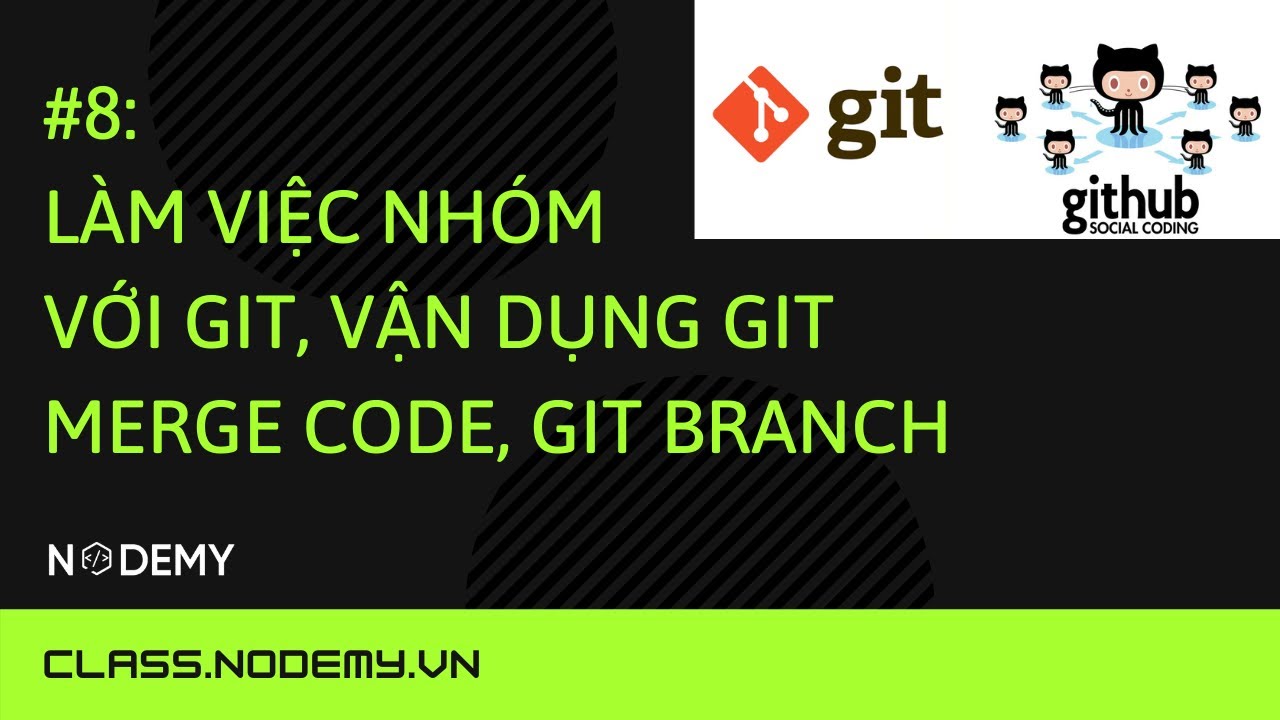 #8:
LÀM VIỆC NHÓM
VỚI GIT, VẬN DỤNG GIT
MERGE CODE, GIT BRANCH
git
github
SOCIAL CODING
N</>DEMY
CLASS.NODEMY.VN